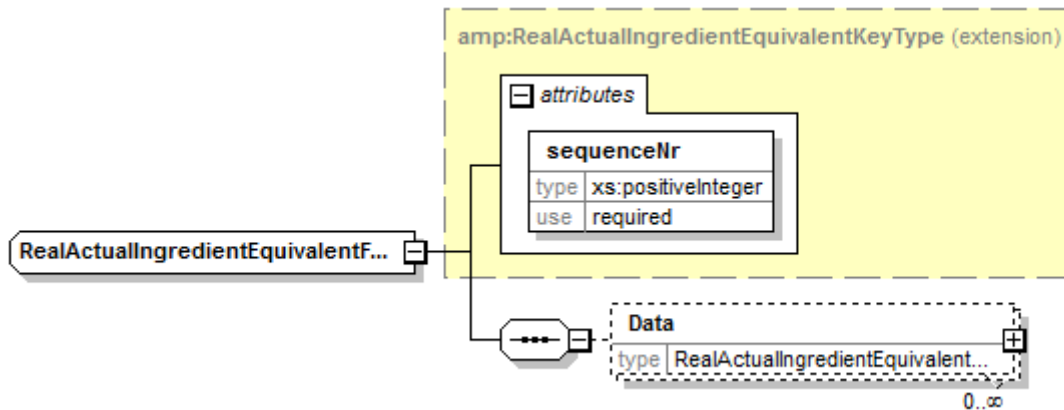 amp:RealActualIngredientEquivalentKeyType (extension)
attributes
sequenceNr
type xs:positiveInteger
use required
RealActualIngredientEquivalentF...
Data
type RealActualIngredientEquivalent...
0..∞